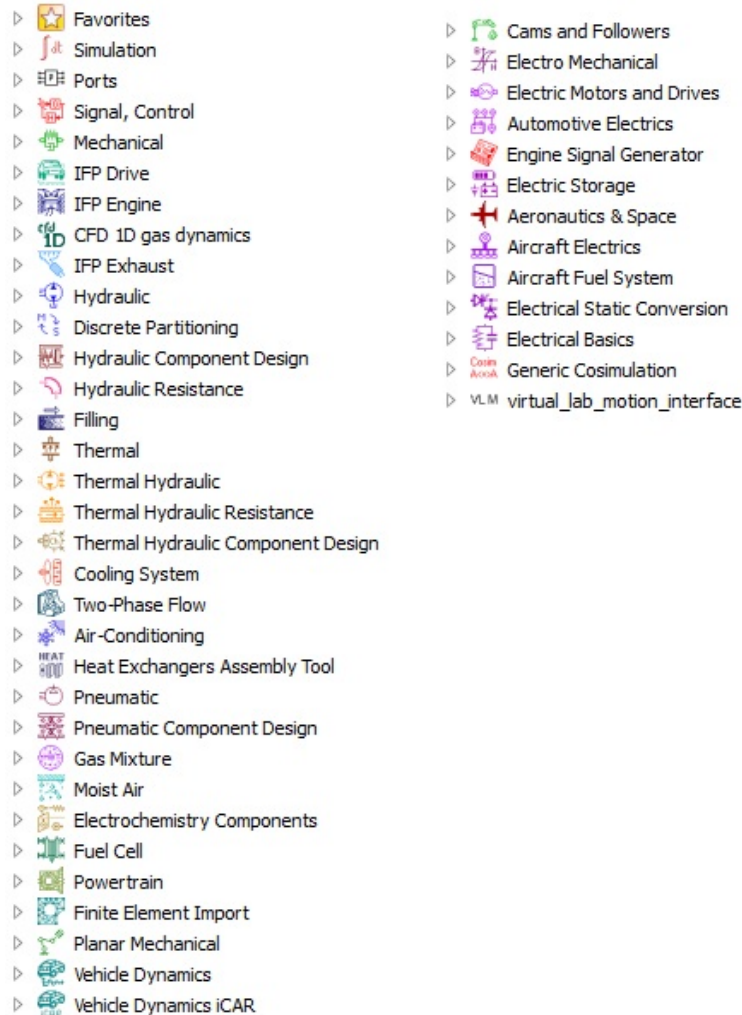 Favorites
Simulation
Ports
Signal, Control
Mechanical
IFP Drive
IFP Engine
CFD 1D gas dynamics
IFP Exhaust
Hydraulic
Discrete Partitioning
Hydraulic Component Design
Hydraulic Resistance
Filling
Thermal
Thermal Hydraulic
Thermal Hydraulic Resistance
Thermal Hydraulic Component Design
Cooling System
Two-Phase Flow
Air-Conditioning
Heat Exchangers Assembly Tool
Pneumatic
Pneumatic Component Design
Gas Mixture
Moist Air
Electrochemistry Components
Fuel Cell
Powertrain
Finite Element Import
Planar Mechanical
Vehicle Dynamics
Vehicle Dynamics iCAR
Cams and Followers
Electro Mechanical
Electric Motors and Drives
Automotive Electrics
Engine Signal Generator
Electric Storage
Aeronautics & Space
Aircraft Electrics
Aircraft Fuel System
Electrical Static Conversion
Electrical Basics
Generic Cosimulation
VLM virtual_lab_motion_interface